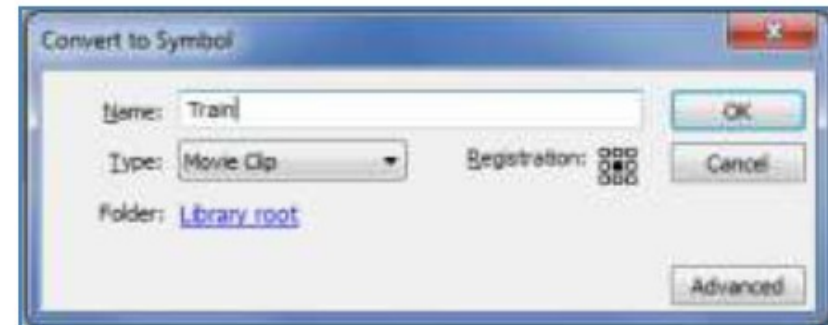 Convert to Symbol
Name: Train OK
Type: Movie Clip Registration: Cancel
Folder: Library root
Advanced